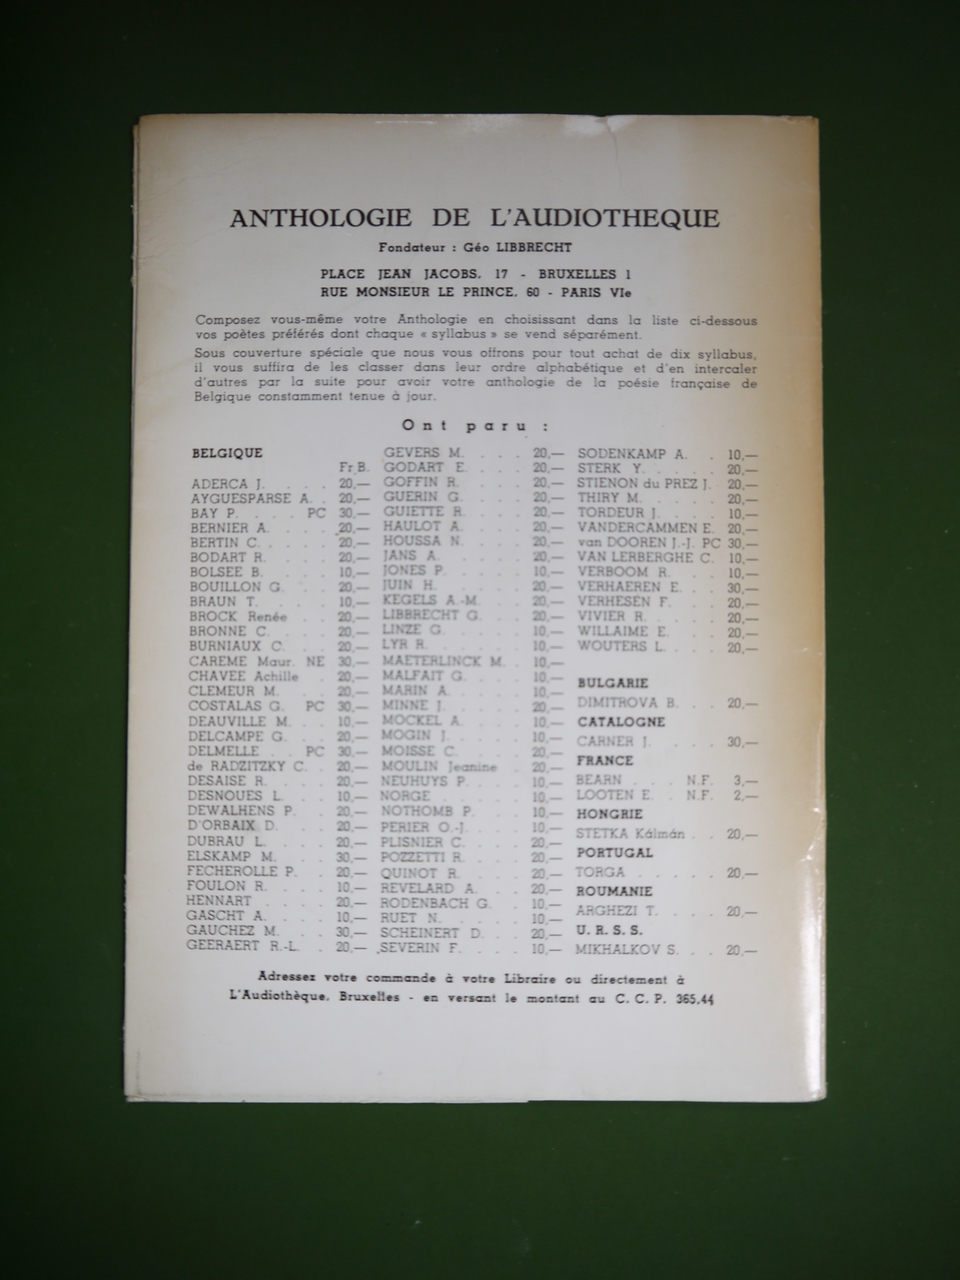 ANTHOLOGIE DE L'AUDIOTHEQUE
Fondateur : Géo LIBBRECHT
PLACE JEAN JACOBS, 17 - BRUXELLES 1
RUE MONSIEUR LE PRINCE, 60 - PARIS VIe
Composez vous-même votre Anthologie en choisissant dans la liste ci-dessous
vos poètes préférés dont chaque « syllabus » se vend séparément.
Sous couverture spéciale que nous vous offrons pour tout achat de dix syllabus,
il vous suffira de les classer dans leur ordre alphabétique et d'en intercaler
d'autres par la suite pour avoir votre anthologie de la poésie française de
Belgique constamment tenue à jour.
Ont paru :
BELGIQUE
Fr B.
ADERCA J. . . . 20,—
AYGUESPARSE A. . 20,—
BAY P. . . . PC 30,—
BERNIER A. . . . 20,—
BERTIN C. . . . . 20,—
BODART R. . . . 20,—
BOLSEE B. . . . 10,—
BOUILLON G. . . 20,—
BRAUN T. . . . . 10,—
BROCK Renée . . 20,—
BRONNE C. . . . 20,—
BURNIAUX C. . . 20,—
CAREME Maur. NE 30,—
CHAVEE Achille . 20,—
CLEMEUR M. . . 20,—
COSTALAS G. PC 30,—
DEAUVILLE M. . . 10,—
DELCAMPE G. . . 20,—
DELMELLE . . PC 30,—
de RADZITZKY C. . 20,—
DESAISE R. . . . 20,—
DESNOUES L. . . 10,—
DEWALHENS P. . . 20,—
D'ORBAIX D. . . 20,—
DUBRAU L. . . . 20,—
ELSKAMP M. . . 30,—
FECHEROLLE P. . . 20,—
FOULON R. . . . 10,—
HENNART . . . . 20,—
GASCHT A. . . . 10,—
GAUCHEZ M. . . 30,—
GEERAERT R.-L. . 20,—
GEVERS M. . . . 20,—
GODART E. . . . 20,—
GOFFIN R. . . . 20,—
GUERIN G. . . . 20,—
GUIETTE R. . . . 20,—
HAULOT A. . . . 20,—
HOUSSA N. . . . 20,—
JANS A. . . . . 20,—
JONES P. . . . . 10,—
JUIN H. . . . . 20,—
KEGELS A.-M. . . 20,—
LIBBRECHT G. . . 20,—
LINZE G. . . . . 10,—
LYR R. . . . . . 10,—
MAETERLINCK M. . 10,—
MALFAIT G. . . . 10,—
MARIN A. . . . . 10,—
MINNE J. . . . . 20,—
MOCKEL A. . . . 10,—
MOGIN J. . . . . 10,—
MOISSE C. . . . 20,—
MOULIN Jeanine . 20,—
NEUHUYS P. . . . 10,—
NORGE . . . . . 10,—
NOTHOMB P. . . . 10,—
PERIER O.-J. . . . 10,—
PLISNIER C. . . . 20,—
POZZETTI R. . . . 20,—
QUINOT R. . . . 20,—
REVELARD A. . . 20,—
RODENBACH G. . . 10,—
RUET N. . . . . 10,—
SCHEINERT D. . . 20,—
SEVERIN F. . . . 10,—
SODENKAMP A. . 10,—
STERK Y. . . . . 20,—
STIENON du PREZ J. 20,—
THIRY M. . . . . 20,—
TORDEUR J. . . . 10,—
VANDERCAMMEN E. 20,—
van DOOREN J.-J. PC 30,—
VAN LERBERGHE C. 10,—
VERBOOM R. . . . 10,—
VERHAEREN E. . . 30,—
VERHESEN F. . . 20,—
VIVIER R. . . . . 20,—
WILLAIME E. . . . 20,—
WOUTERS L. . . . 20,—
BULGARIE
DIMITROVA B. . . 20,—
CATALOGNE
CARNER J. . . . 30,—
FRANCE
BEARN . . . N.F. 3,—
LOOTEN E. . N.F. 2,—
HONGRIE
STETKA Kálmán . . 20,—
PORTUGAL
TORGA . . . . . 20,—
ROUMANIE
ARGHEZI T. . . . 20,—
U. R. S. S.
MIKHALKOV S. . . 20,—
Adressez votre commande à votre Libraire ou directement à
L'Audiothèque, Bruxelles - en versant le montant au C. C. P. 365.44